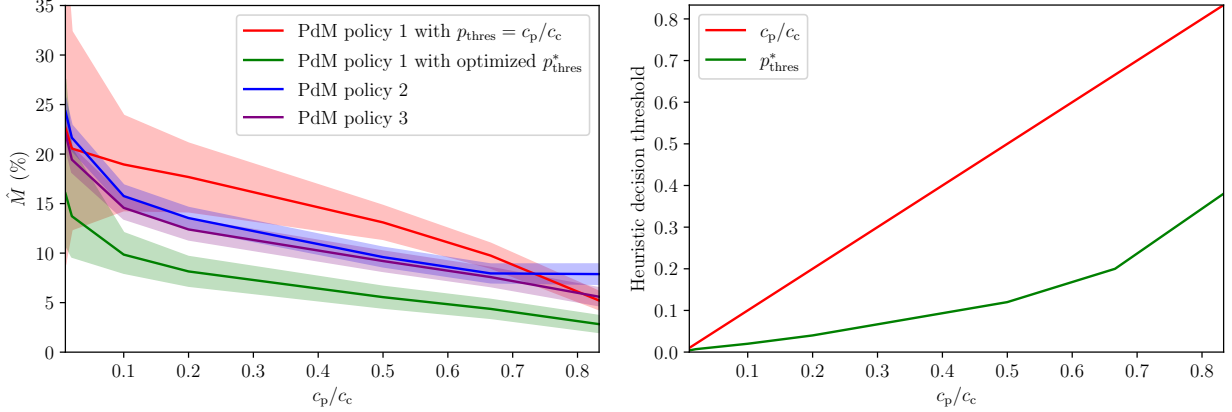 35
30
25
20
15
10
5
0
M̂ (%)
PdM policy 1 with p_thres = c_p/c_c
PdM policy 1 with optimized p*_thres
PdM policy 2
PdM policy 3
0.1 0.2 0.3 0.4 0.5 0.6 0.7 0.8
c_p/c_c
Heuristic decision threshold
0.8
0.7
0.6
0.5
0.4
0.3
0.2
0.1
0.0
c_p/c_c
p*_thres
0.1 0.2 0.3 0.4 0.5 0.6 0.7 0.8
c_p/c_c